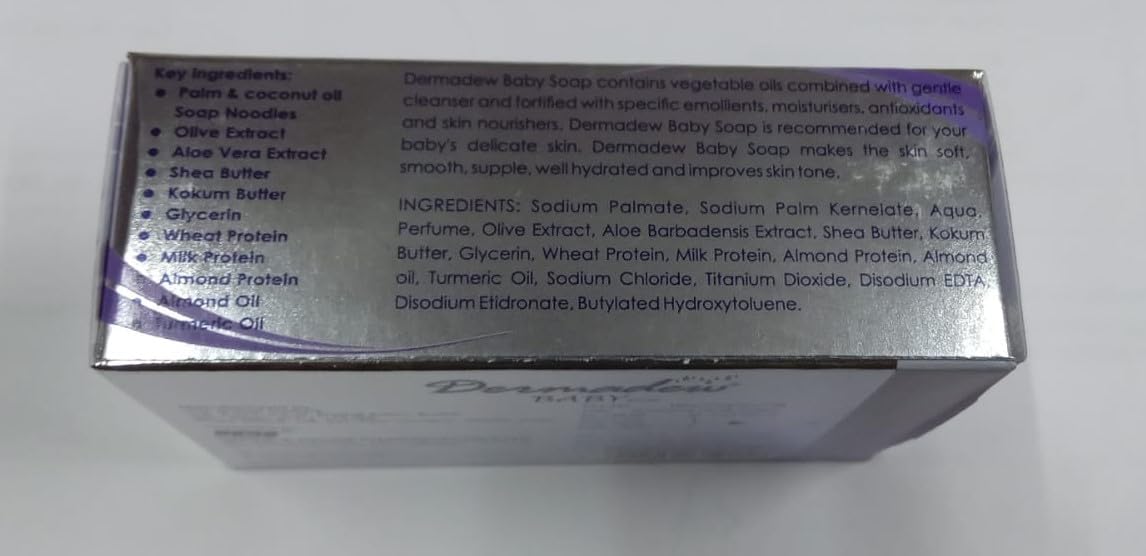 Key Ingredients:
• Palm & coconut oil
Soap Noodles
• Olive Extract
• Aloe Vera Extract
• Shea Butter
• Kokum Butter
• Glycerin
• Wheat Protein
• Milk Protein
Almond Protein
• Almond Oil
• Turmeric Oil
Dermadew Baby Soap contains vegetable oils combined with gentle
cleanser and fortified with specific emollients, moisturisers, antioxidants
and skin nourishers. Dermadew Baby Soap is recommended for your
baby's delicate skin. Dermadew Baby Soap makes the skin soft,
smooth, supple, well hydrated and improves skin tone.
INGREDIENTS: Sodium Palmate, Sodium Palm Kernelate, Aqua,
Perfume, Olive Extract, Aloe Barbadensis Extract, Shea Butter, Kokum
Butter, Glycerin, Wheat Protein, Milk Protein, Almond Protein, Almond
oil, Turmeric Oil, Sodium Chloride, Titanium Dioxide, Disodium EDTA,
Disodium Etidronate, Butylated Hydroxytoluene.
Dermadew
BABY